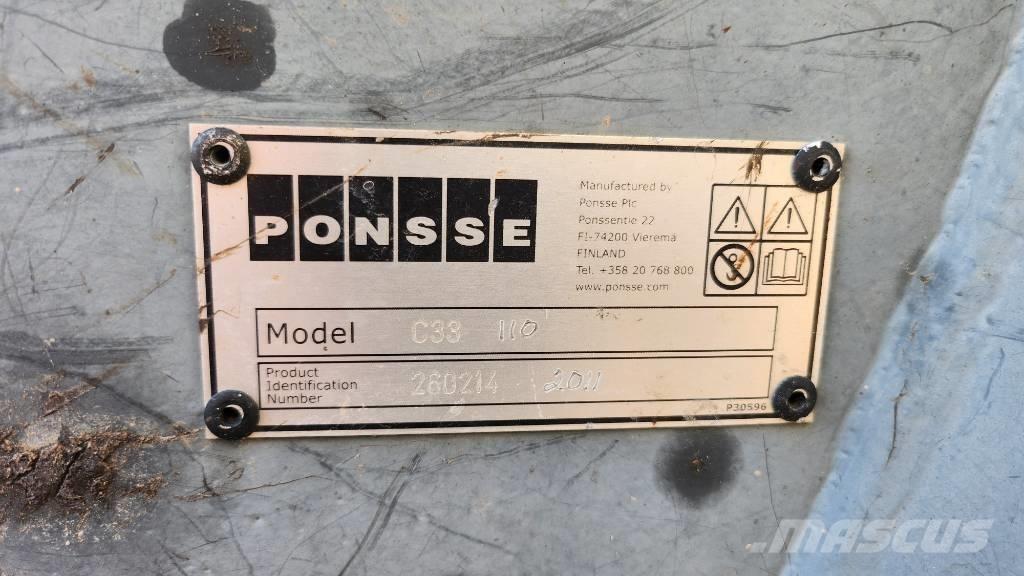 PONSSE
Manufactured by
Ponsse Plc
Ponssentie 22
FI-74200 Vieremä
FINLAND
Tel. +358 20 768 800
www.ponsse.com
Model C33 110
Product
Identification
Number
260214 2011
P30596
MASCUS